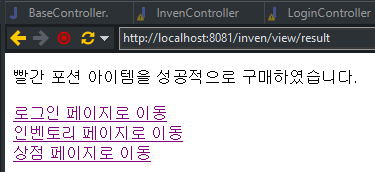 BaseController.
InvenController
LoginController
http://localhost:8081/inven/view/result
빨간 포션 아이템을 성공적으로 구매하였습니다.
로그인 페이지로 이동
인벤토리 페이지로 이동
상점 페이지로 이동